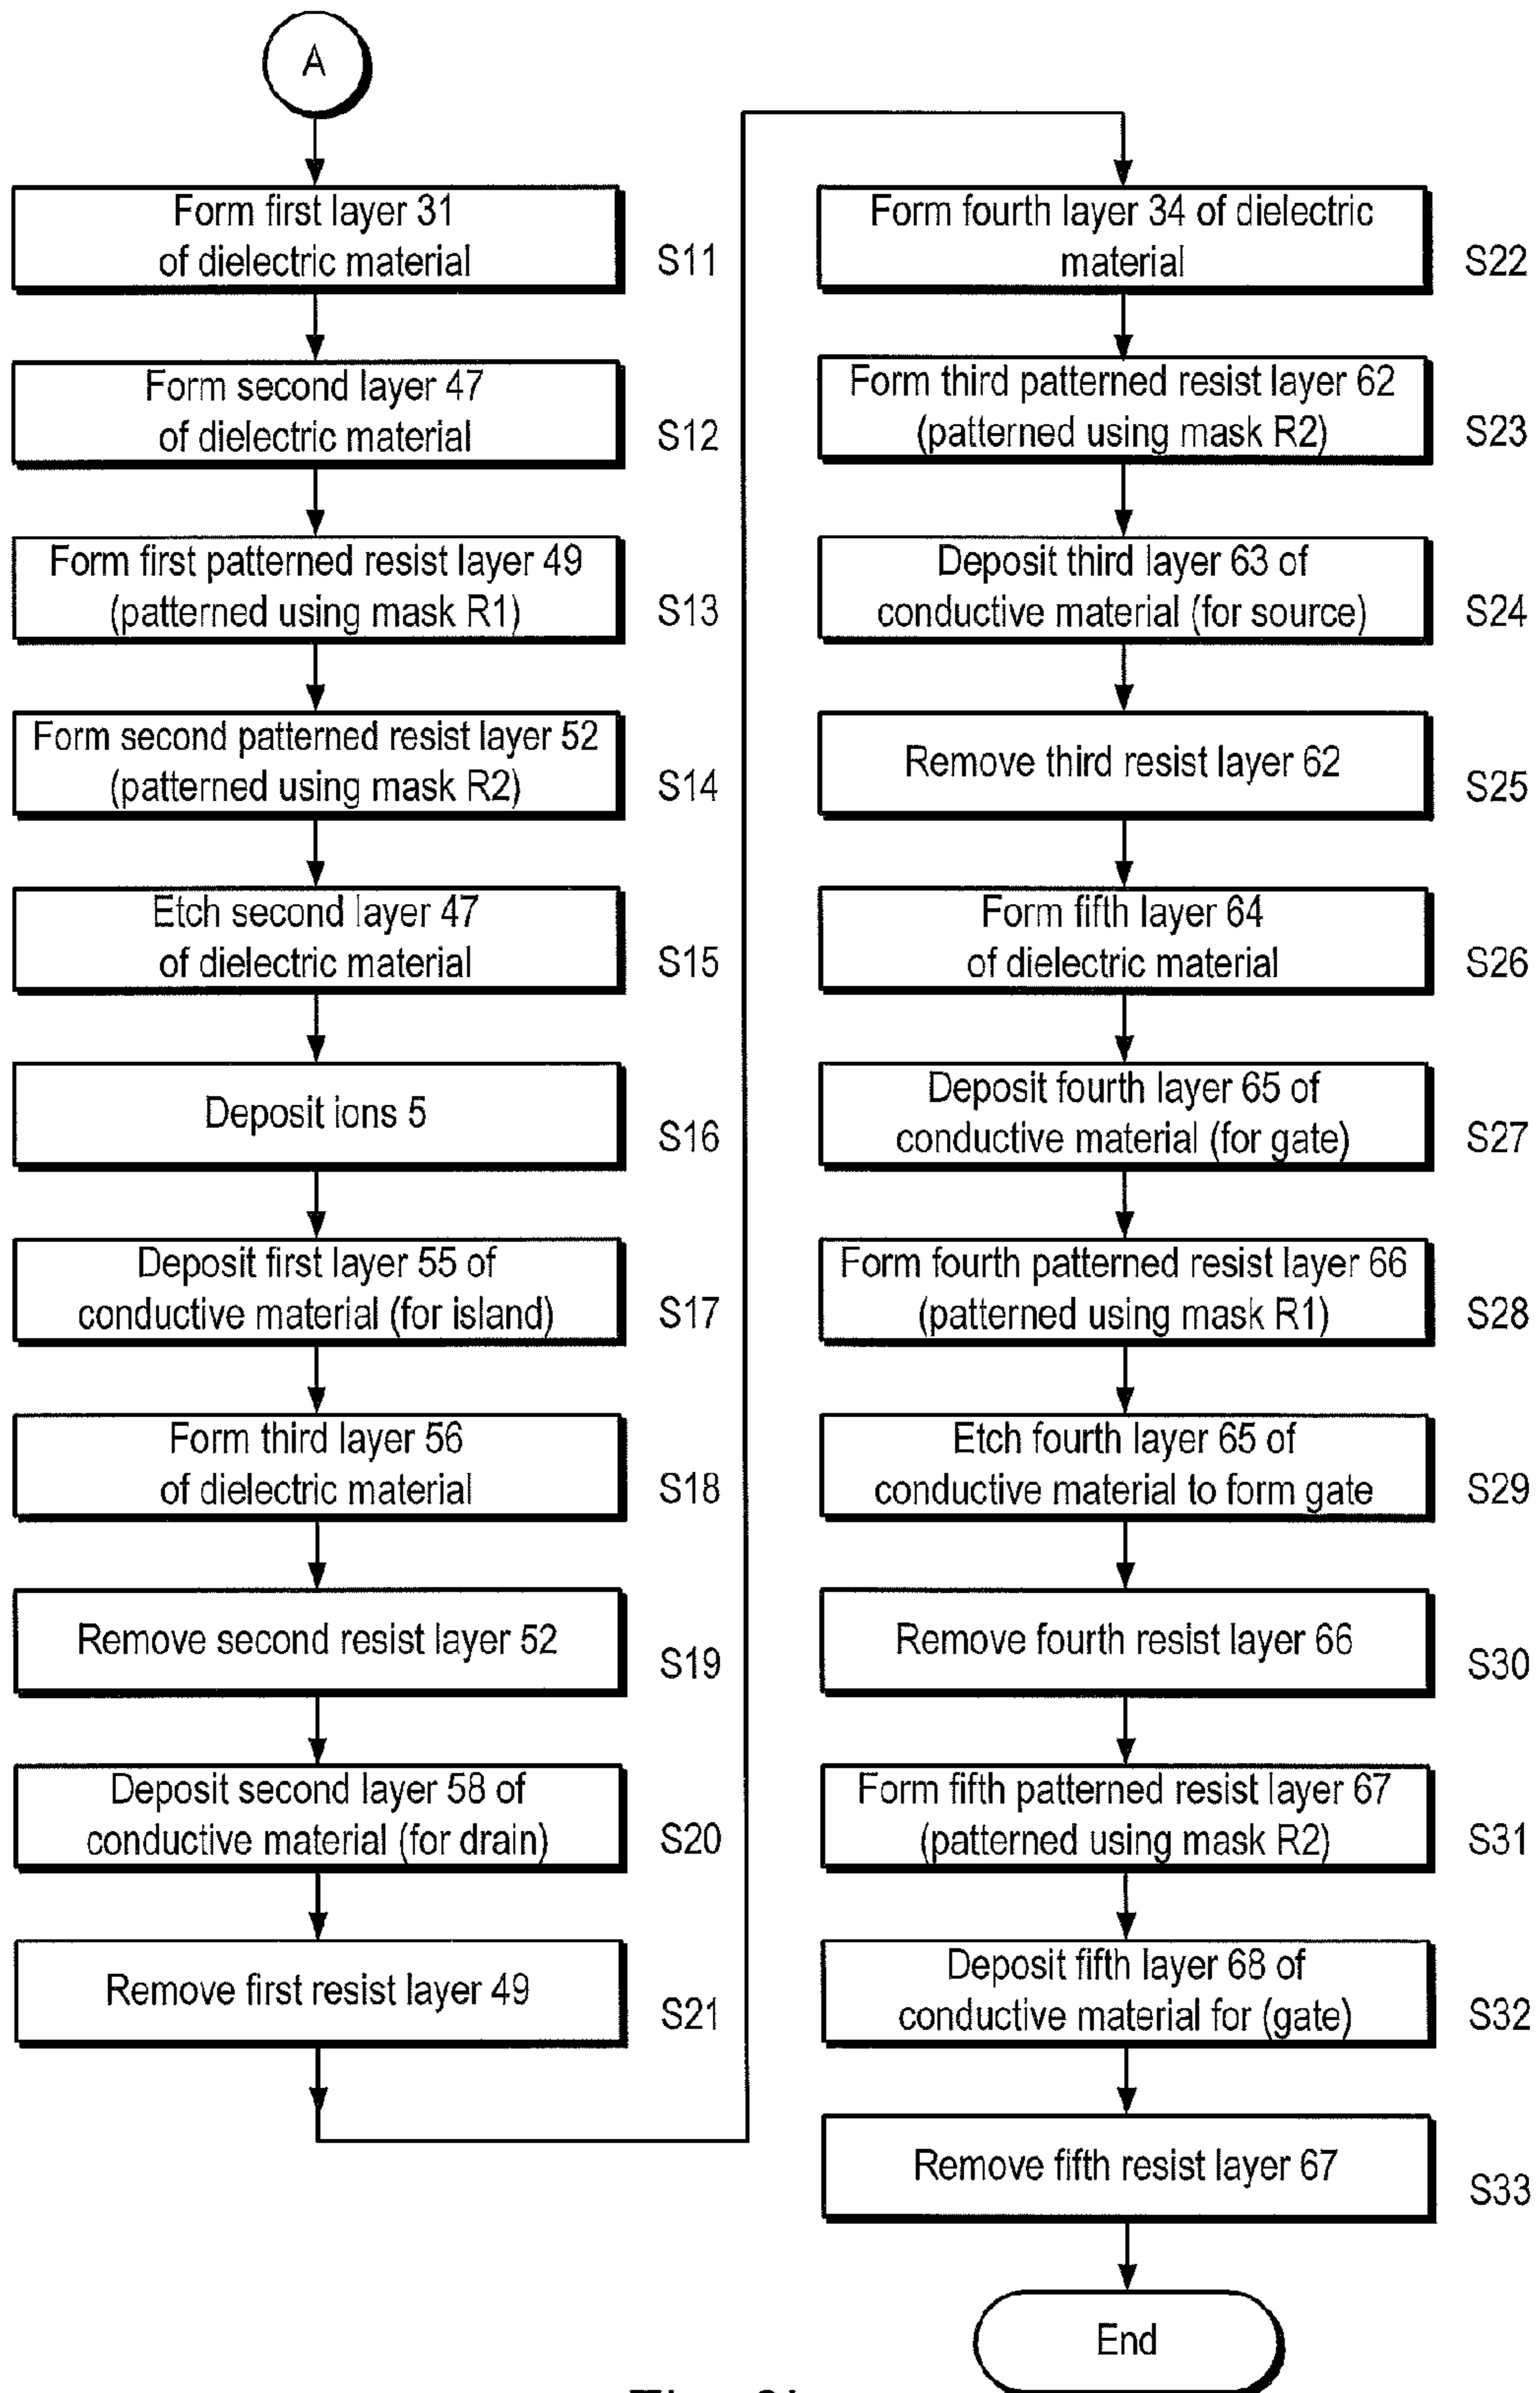 A
Form first layer 31
of dielectric material
S11
Form second layer 47
of dielectric material
S12
Form first patterned resist layer 49
(patterned using mask R1)
S13
Form second patterned resist layer 52
(patterned using mask R2)
S14
Etch second layer 47
of dielectric material
S15
Deposit ions 5
S16
Deposit first layer 55 of
conductive material (for island)
S17
Form third layer 56
of dielectric material
S18
Remove second resist layer 52
S19
Deposit second layer 58 of
conductive material (for drain)
S20
Remove first resist layer 49
S21
Form fourth layer 34 of dielectric
material
S22
Form third patterned resist layer 62
(patterned using mask R2)
S23
Deposit third layer 63 of
conductive material (for source)
S24
Remove third resist layer 62
S25
Form fifth layer 64
of dielectric material
S26
Deposit fourth layer 65 of
conductive material (for gate)
S27
Form fourth patterned resist layer 66
(patterned using mask R1)
S28
Etch fourth layer 65 of
conductive material to form gate
S29
Remove fourth resist layer 66
S30
Form fifth patterned resist layer 67
(patterned using mask R2)
S31
Deposit fifth layer 68 of
conductive material for (gate)
S32
Remove fifth resist layer 67
S33
End